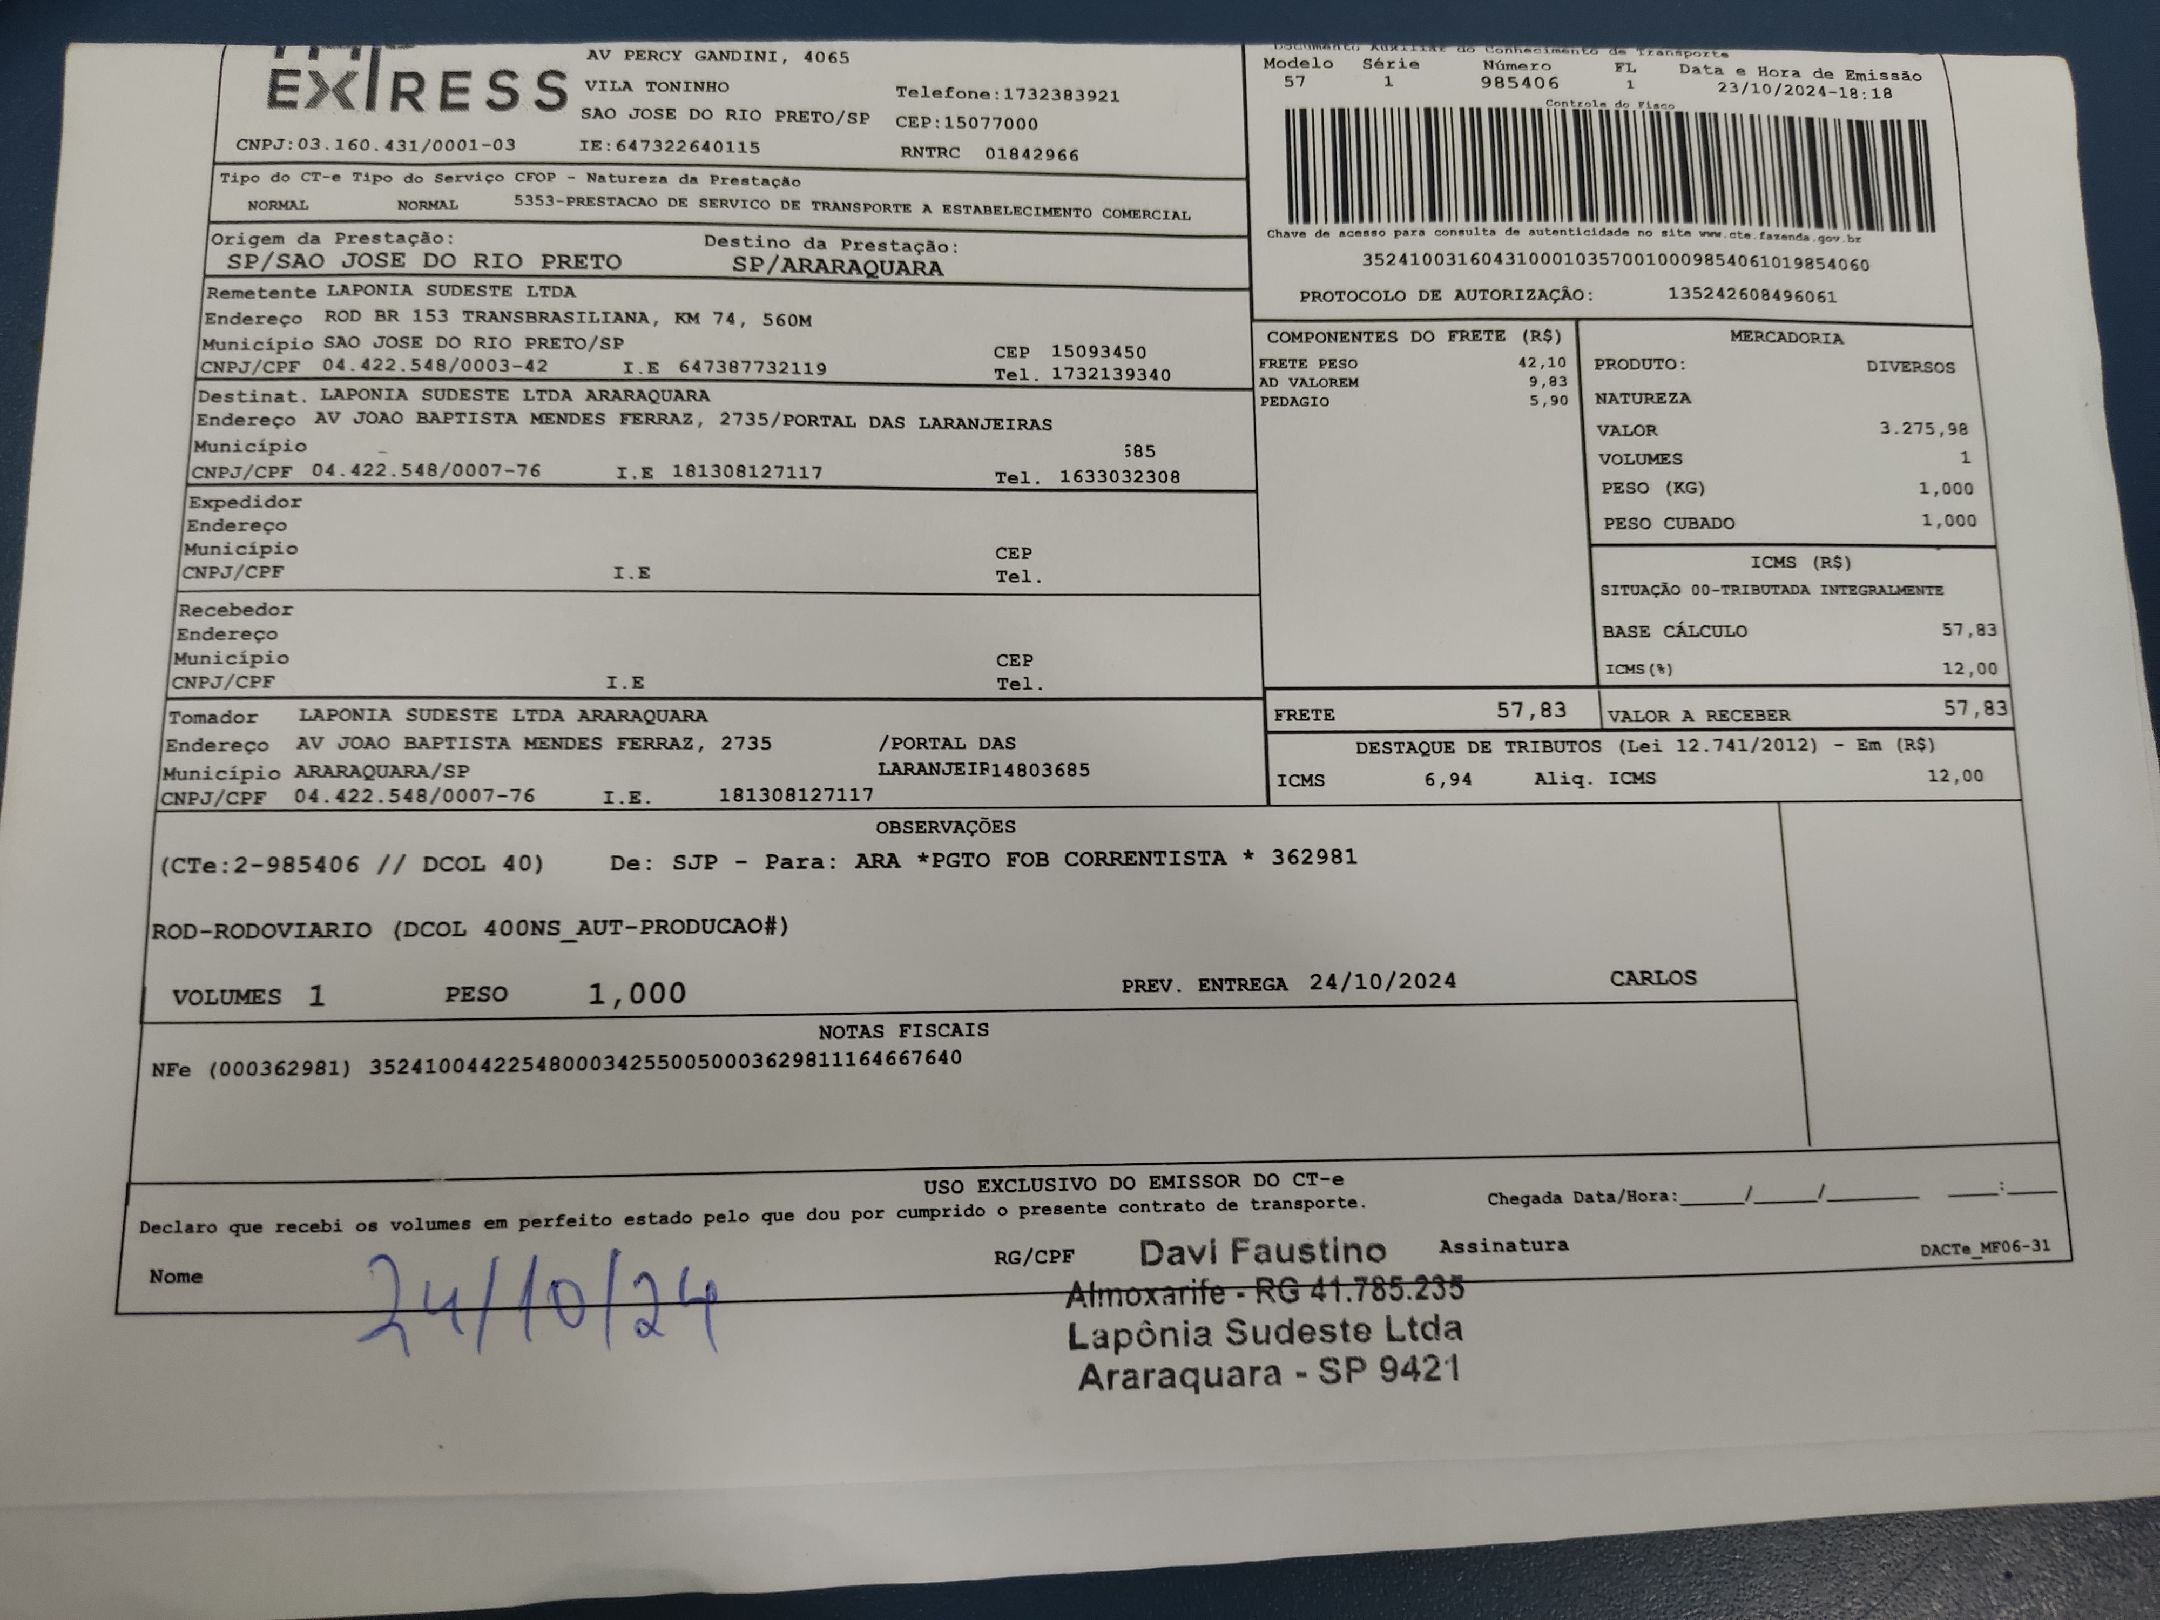 EXPRESS
AV PERCY GANDINI, 4065
VILA TONINHO
SAO JOSE DO RIO PRETO/SP
Telefone:1732383921
CEP:15077000
CNPJ:03.160.431/0001-03 IE:647322640115 RNTRC 01842966
Documento Auxiliar do Conhecimento de Transporte
Modelo Série Número FL Data e Hora de Emissão
57 1 985406 1 23/10/2024-18:18
Controle do Fisco
Chave de acesso para consulta de autenticidade no site www.cte.fazenda.gov.br
35241003160431000103570010009854061019854060
PROTOCOLO DE AUTORIZAÇÃO: 135242608496061
Tipo do CT-e Tipo do Serviço CFOP - Natureza da Prestação
NORMAL NORMAL 5353-PRESTACAO DE SERVICO DE TRANSPORTE A ESTABELECIMENTO COMERCIAL
Origem da Prestação: Destino da Prestação:
SP/SAO JOSE DO RIO PRETO SP/ARARAQUARA
Remetente LAPONIA SUDESTE LTDA
Endereço ROD BR 153 TRANSBRASILIANA, KM 74, 560M
Município SAO JOSE DO RIO PRETO/SP CEP 15093450
CNPJ/CPF 04.422.548/0003-42 I.E 647387732119 Tel. 1732139340
Destinat. LAPONIA SUDESTE LTDA ARARAQUARA
Endereço AV JOAO BAPTISTA MENDES FERRAZ, 2735/PORTAL DAS LARANJEIRAS
Município 585
CNPJ/CPF 04.422.548/0007-76 I.E 181308127117 Tel. 1633032308
Expedidor
Endereço
Município CEP
CNPJ/CPF I.E Tel.
Recebedor
Endereço
Município CEP
CNPJ/CPF I.E Tel.
Tomador LAPONIA SUDESTE LTDA ARARAQUARA
Endereço AV JOAO BAPTISTA MENDES FERRAZ, 2735 /PORTAL DAS
Município ARARAQUARA/SP LARANJEIR14803685
CNPJ/CPF 04.422.548/0007-76 I.E. 181308127117
COMPONENTES DO FRETE (R$)
FRETE PESO 42,10
AD VALOREM 9,83
PEDAGIO 5,90
MERCADORIA
PRODUTO: DIVERSOS
NATUREZA
VALOR 3.275,98
VOLUMES 1
PESO (KG) 1,000
PESO CUBADO 1,000
ICMS (R$)
SITUAÇÃO 00-TRIBUTADA INTEGRALMENTE
BASE CÁLCULO 57,83
ICMS(%) 12,00
FRETE 57,83 VALOR A RECEBER 57,83
DESTAQUE DE TRIBUTOS (Lei 12.741/2012) - Em (R$)
ICMS 6,94 Aliq. ICMS 12,00
OBSERVAÇÕES
(CTe:2-985406 // DCOL 40) De: SJP - Para: ARA *PGTO FOB CORRENTISTA * 362981
ROD-RODOVIARIO (DCOL 400NS_AUT-PRODUCAO#)
VOLUMES 1 PESO 1,000 PREV. ENTREGA 24/10/2024 CARLOS
NOTAS FISCAIS
NFe (000362981) 35241004422548000342550050003629811164667640
USO EXCLUSIVO DO EMISSOR DO CT-e
Declaro que recebi os volumes em perfeito estado pelo que dou por cumprido o presente contrato de transporte. Chegada Data/Hora:_____/_____/_______ ____:____
Nome 24/10/24 RG/CPF Assinatura DACTe_MF06-31
Davi Faustino
Almoxarife - RG 41.785.235
Lapônia Sudeste Ltda
Araraquara - SP 9421